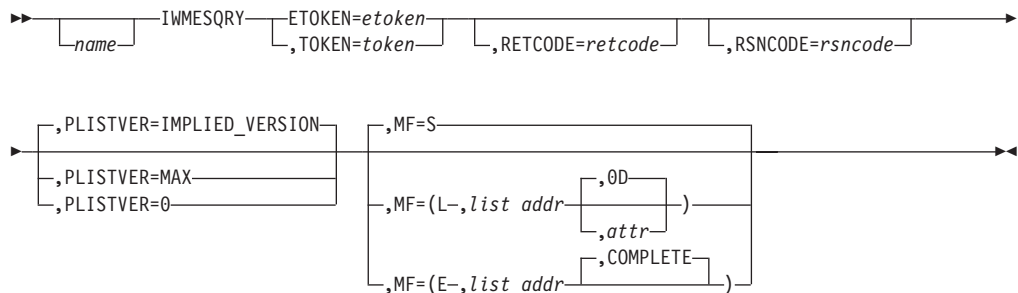 IWMESQRY ETOKEN=etoken
name ,TOKEN=token ,RETCODE=retcode ,RSNCODE=rsncode
,PLISTVER=IMPLIED_VERSION ,MF=S
,PLISTVER=MAX ,0D
,PLISTVER=0 ,MF=(L ,list addr )
,attr
,COMPLETE
,MF=(E ,list addr )